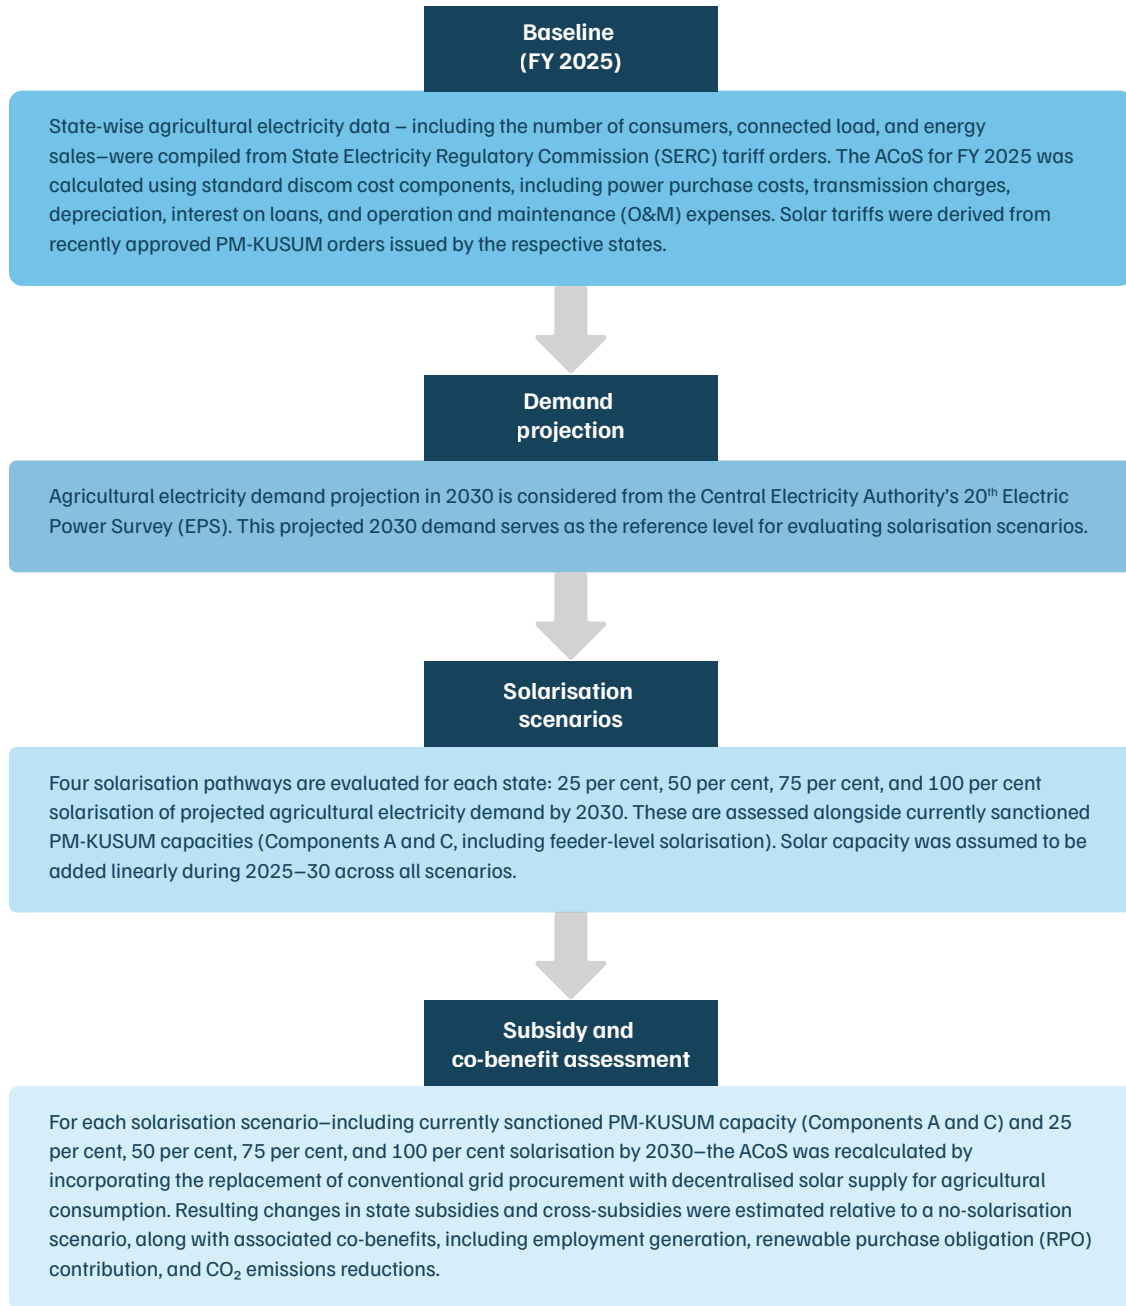 Baseline
(FY 2025)
State-wise agricultural electricity data – including the number of consumers, connected load, and energy
sales–were compiled from State Electricity Regulatory Commission (SERC) tariff orders. The ACoS for FY 2025 was
calculated using standard discom cost components, including power purchase costs, transmission charges,
depreciation, interest on loans, and operation and maintenance (O&M) expenses. Solar tariffs were derived from
recently approved PM-KUSUM orders issued by the respective states.
Demand
projection
Agricultural electricity demand projection in 2030 is considered from the Central Electricity Authority’s 20th Electric
Power Survey (EPS). This projected 2030 demand serves as the reference level for evaluating solarisation scenarios.
Solarisation
scenarios
Four solarisation pathways are evaluated for each state: 25 per cent, 50 per cent, 75 per cent, and 100 per cent
solarisation of projected agricultural electricity demand by 2030. These are assessed alongside currently sanctioned
PM-KUSUM capacities (Components A and C, including feeder-level solarisation). Solar capacity was assumed to be
added linearly during 2025–30 across all scenarios.
Subsidy and
co-benefit assessment
For each solarisation scenario–including currently sanctioned PM-KUSUM capacity (Components A and C) and 25
per cent, 50 per cent, 75 per cent, and 100 per cent solarisation by 2030–the ACoS was recalculated by
incorporating the replacement of conventional grid procurement with decentralised solar supply for agricultural
consumption. Resulting changes in state subsidies and cross-subsidies were estimated relative to a no-solarisation
scenario, along with associated co-benefits, including employment generation, renewable purchase obligation (RPO)
contribution, and CO₂ emissions reductions.